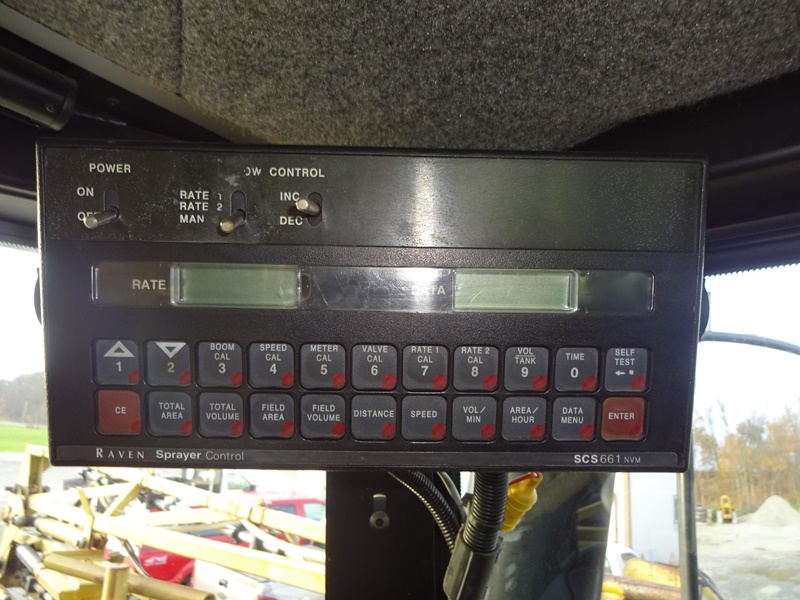 POWER
ON
RATE 1
RATE 2
MAN
OW CONTROL
INC
DEC
RATE
1
2
BOOM
CAL
3
SPEED
CAL
4
METER
CAL
5
VALVE
CAL
6
RATE 1
CAL
7
RATE 2
CAL
8
VOL
TANK
9
TIME
0
SELF
TEST
CE
TOTAL
AREA
TOTAL
VOLUME
FIELD
AREA
FIELD
VOLUME
DISTANCE
SPEED
VOL/
MIN
AREA/
HOUR
DATA
MENU
ENTER
RAVEN Sprayer Control
SCS 661 NVM